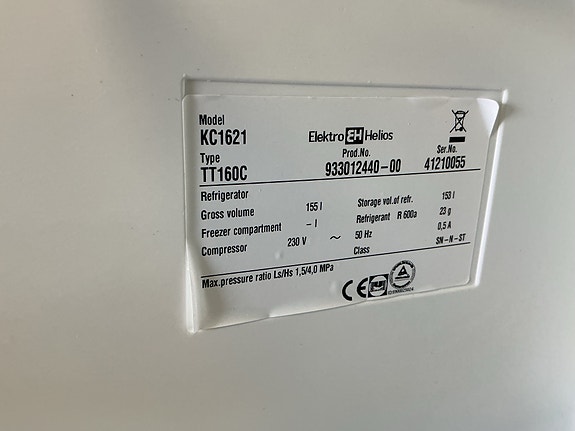 Model
KC1621
Elektro EH Helios
Type
Prod.No.
Ser.No.
TT160C
933012440-00
41210055
Refrigerator
Gross volume 155 l Storage vol.of refr. 153 l
Freezer compartment - l Refrigerant R 600a 23 g
Compressor 230 V ~ 50 Hz 0,5 A
Class SN-N-ST
Max.pressure ratio Ls/Hs 1,5/4,0 MPa
CE